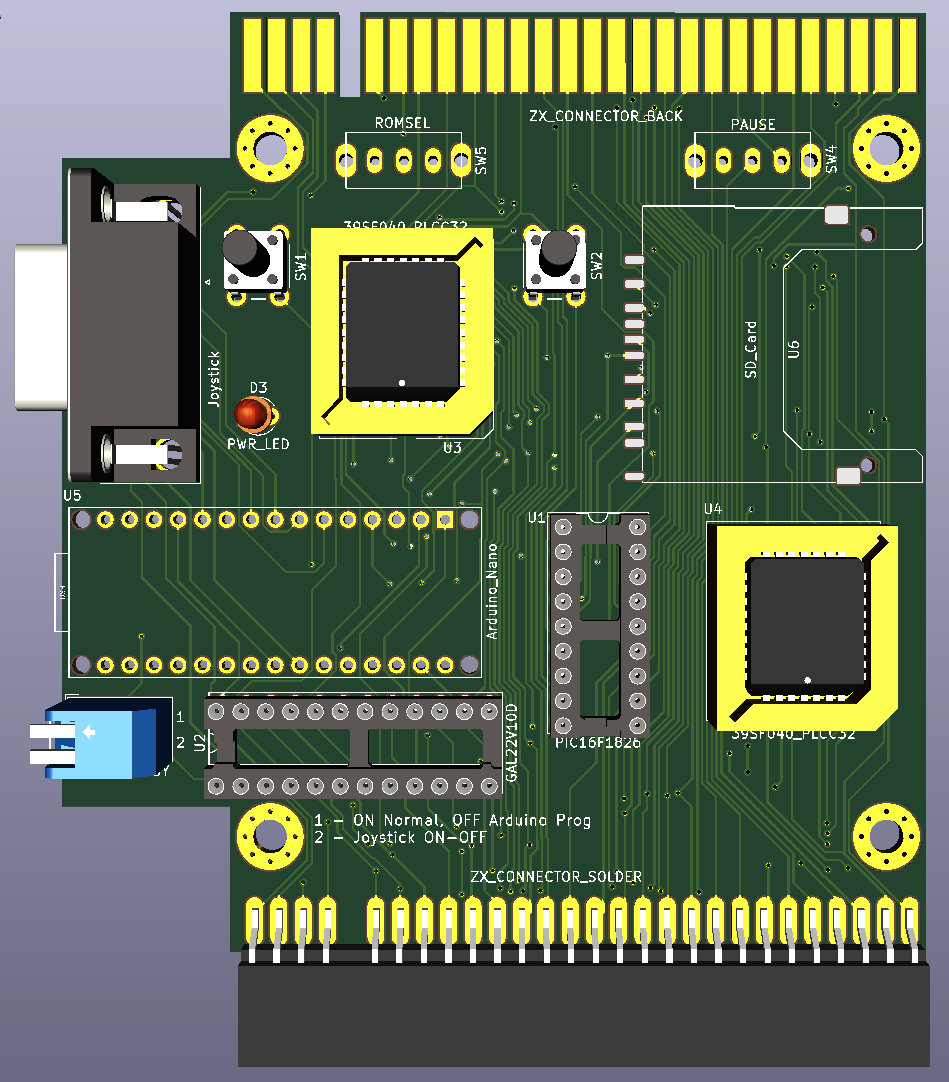 ZX_CONNECTOR_BACK
ROMSEL
PAUSE
SW5
SW4
39SF040_PLCC32
SW1
SW2
Joystick
SD_Card
U6
D3
PWR_LED
U3
U5
U1
U4
Arduino_Nano
1
2
U2
GAL22V10D
PIC16F1826
39SF040_PLCC32
1 - ON Normal, OFF Arduino Prog
2 - Joystick ON-OFF
ZX_CONNECTOR_SOLDER